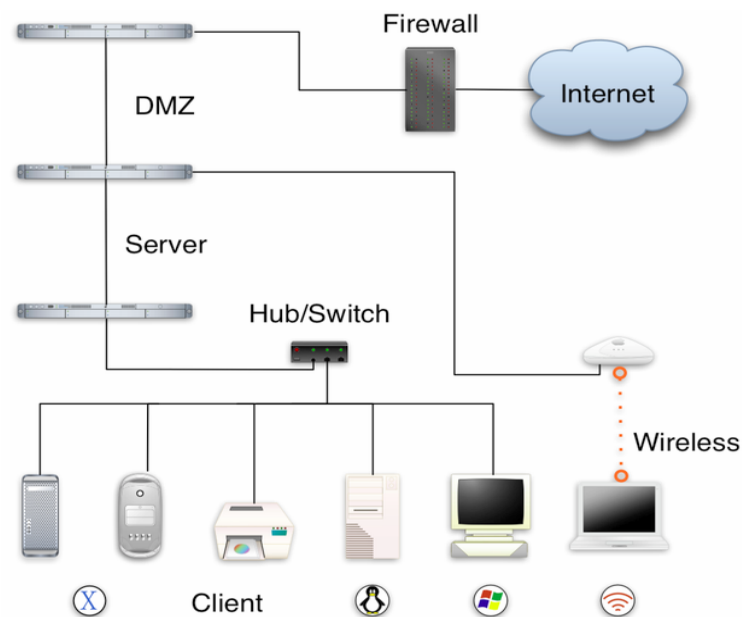 Firewall
Internet
DMZ
Server
Hub/Switch
Wireless
X
Client